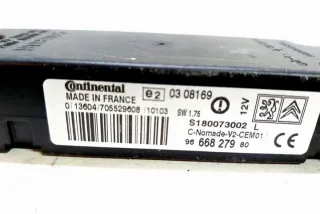 Continental
MADE IN FRANCE
e2 03 08169
0 13604 705529608 10103
SW 1.75
12V
S180073002 L
C-Nomade-V2-CEM01
96 668 279 80